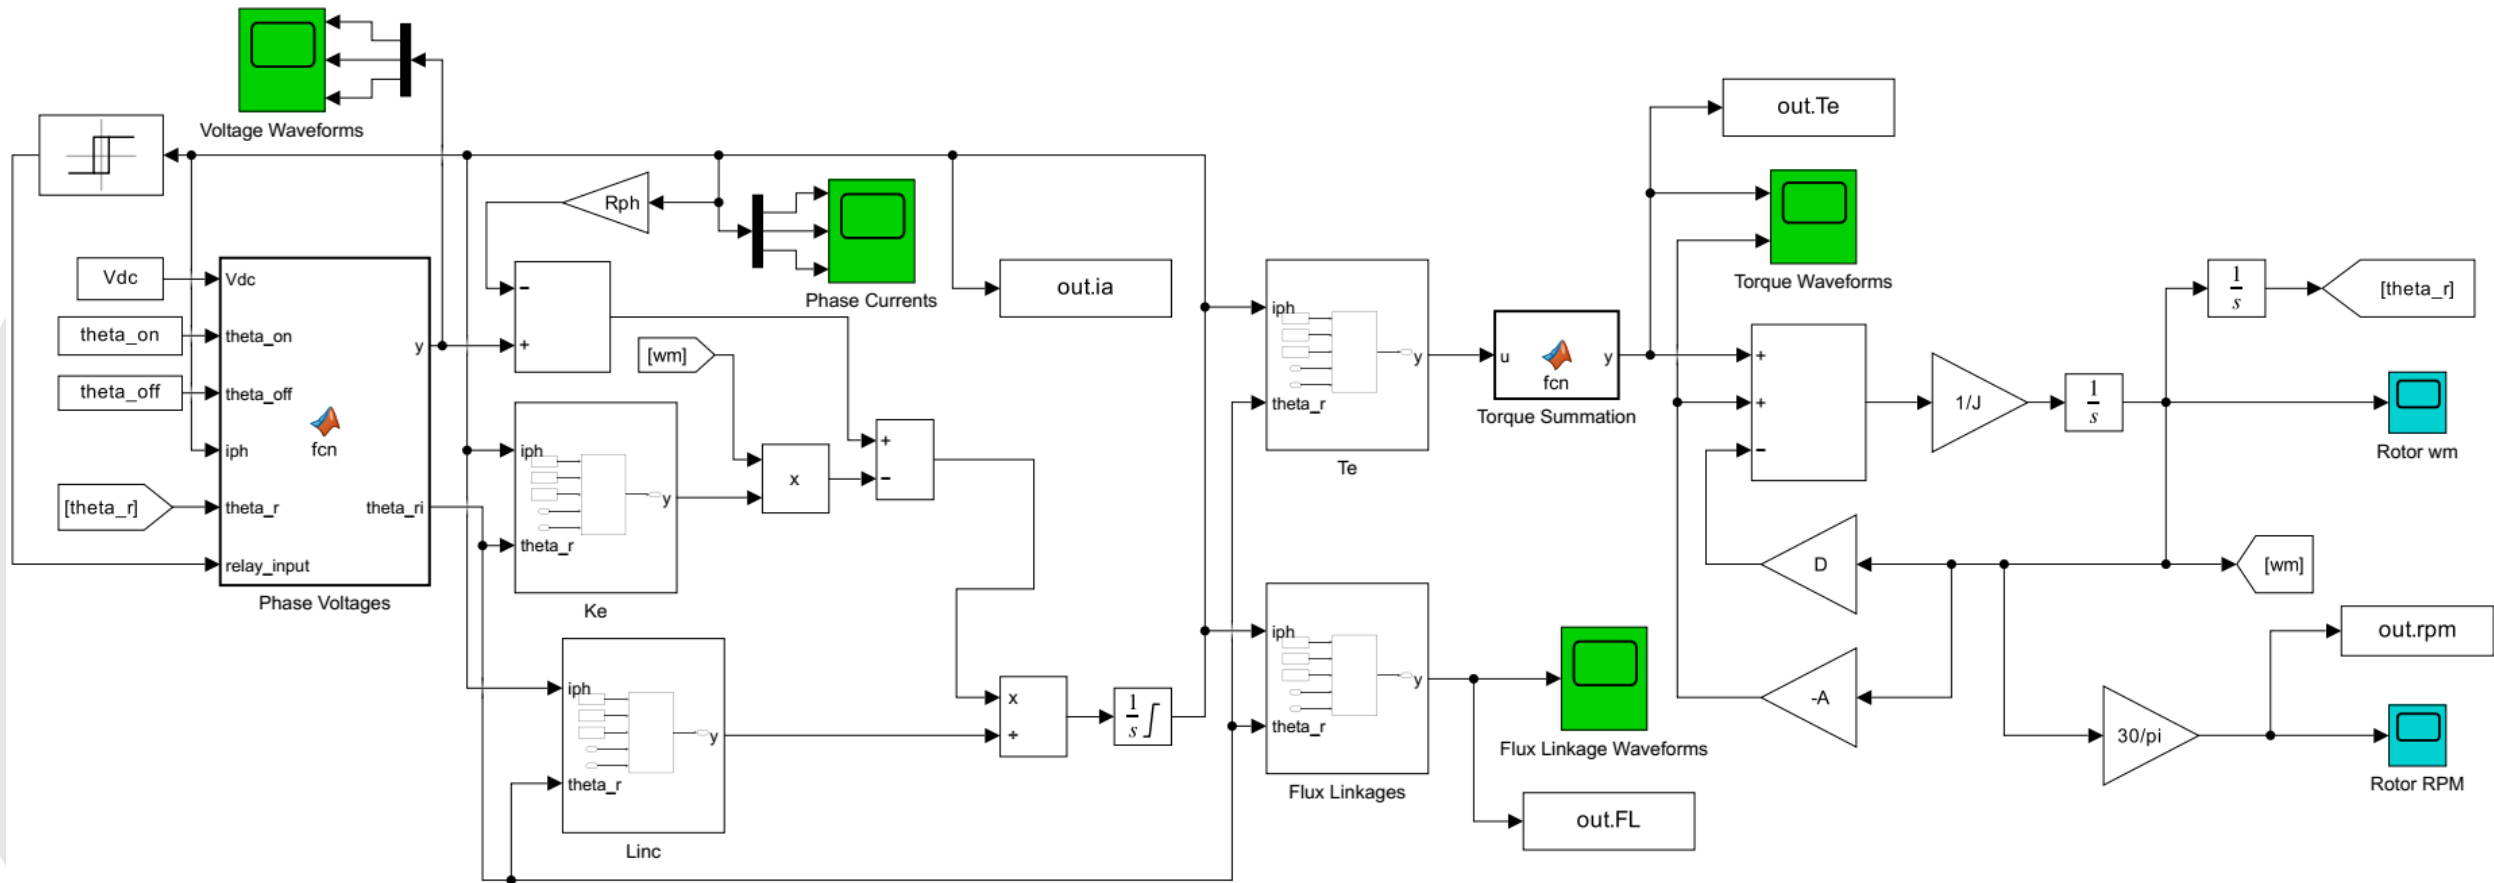 Voltage Waveforms
Vdc
theta_on
theta_off
[theta_r]
Vdc
theta_on
theta_off
iph
theta_r
relay_input
fcn
y
theta_ri
Phase Voltages
Rph
Phase Currents
−
+
[wm]
out.ia
iph
theta_r
y
Ke
x
+
−
iph
theta_r
y
Linc
x
÷
1
s
iph
theta_r
y
Te
u
fcn
y
Torque Summation
iph
theta_r
y
Flux Linkages
Flux Linkage Waveforms
out.FL
out.Te
Torque Waveforms
+
+
−
1/J
1
s
1
s
[theta_r]
Rotor wm
D
[wm]
-A
30/pi
out.rpm
Rotor RPM